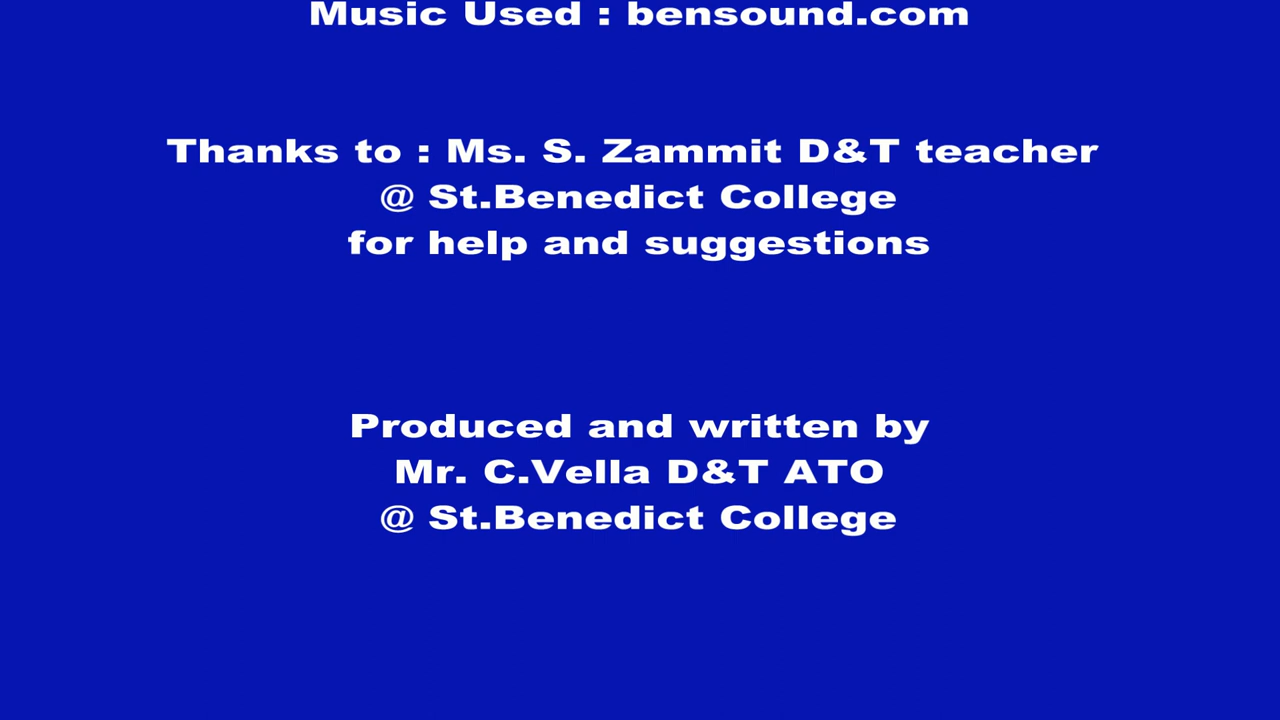 Music Used : bensound.com
Thanks to : Ms. S. Zammit D&T teacher
@ St.Benedict College
for help and suggestions
Produced and written by
Mr. C.Vella D&T ATO
@ St.Benedict College